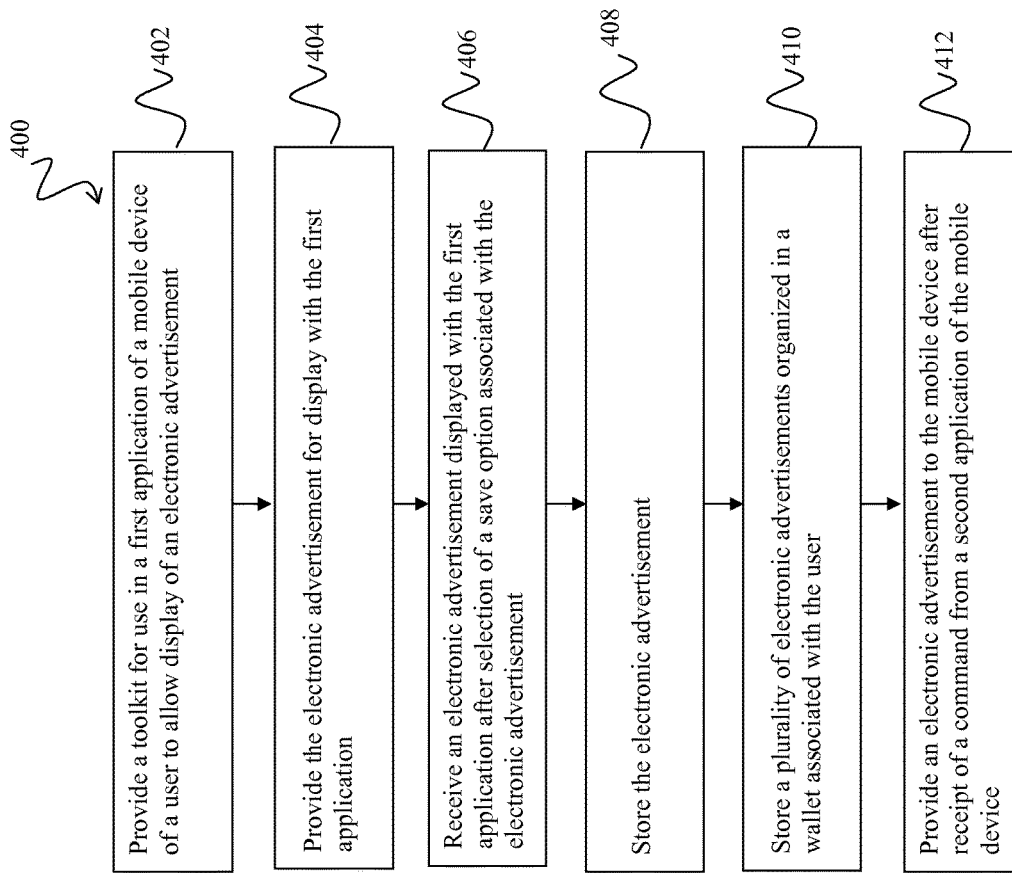 400
Provide a toolkit for use in a first application of a mobile device
of a user to allow display of an electronic advertisement
402
Provide the electronic advertisement for display with the first
application
404
Receive an electronic advertisement displayed with the first
application after selection of a save option associated with the
electronic advertisement
406
Store the electronic advertisement
408
Store a plurality of electronic advertisements organized in a
wallet associated with the user
410
Provide an electronic advertisement to the mobile device after
receipt of a command from a second application of the mobile
device
412